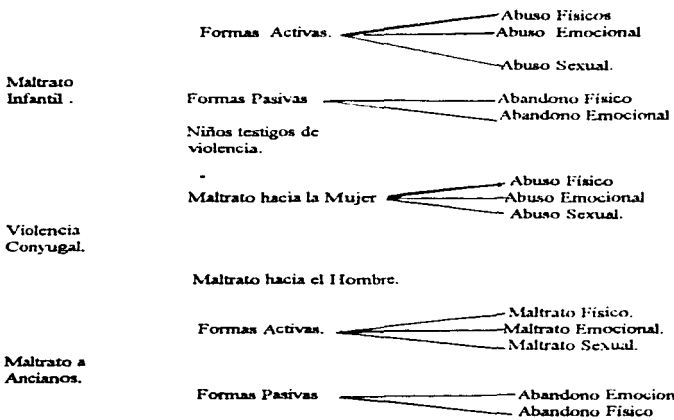 Formas Activas.
Abuso Físicos
Abuso Emocional
Abuso Sexual.
Maltrato
Infantil .
Formas Pasivas
Abandono Físico
Abandono Emocional
Niños testigos de
violencia.
Maltrato hacia la Mujer
Abuso Físico
Abuso Emocional
Abuso Sexual.
Violencia
Conyugal.
Maltrato hacia el Hombre.
Formas Activas.
Maltrato Físico.
Maltrato Emocional.
Maltrato Sexual.
Maltrato a
Ancianos.
Formas Pasivas
Abandono Emocion
Abandono Físico